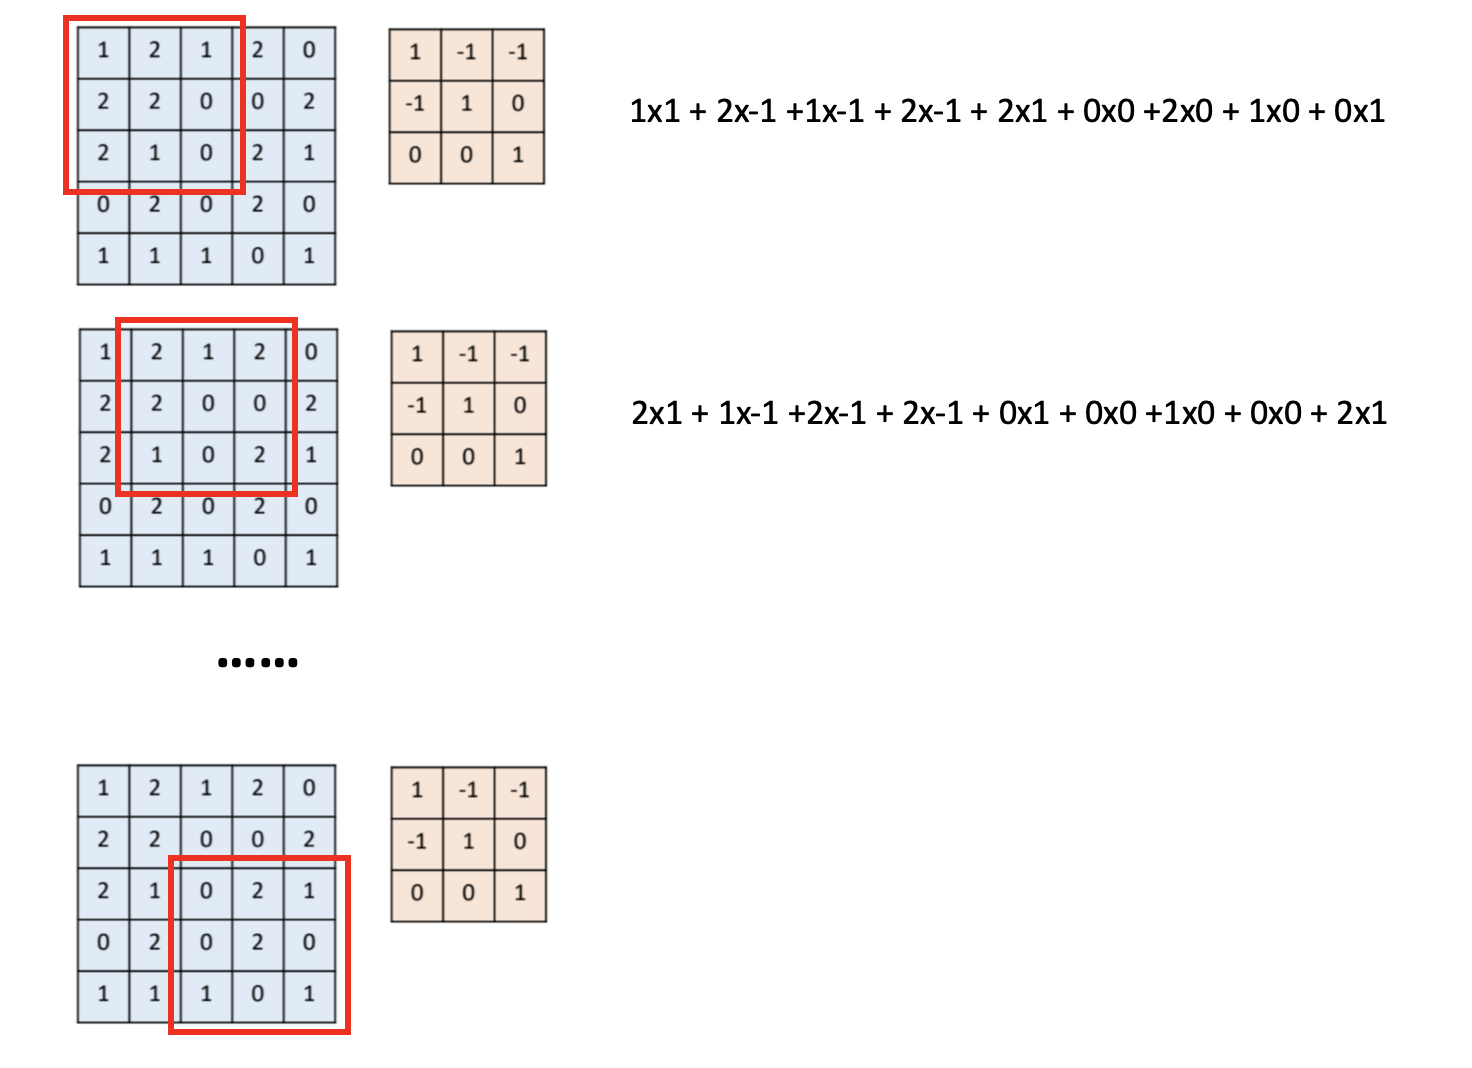 1 2 1 2 0
2 2 0 0 2
2 1 0 2 1
0 2 0 2 0
1 1 1 0 1
1 -1 -1
-1 1 0
0 0 1
1x1 + 2x-1 +1x-1 + 2x-1 + 2x1 + 0x0 +2x0 + 1x0 + 0x1
1 2 1 2 0
2 2 0 0 2
2 1 0 2 1
0 2 0 2 0
1 1 1 0 1
1 -1 -1
-1 1 0
0 0 1
2x1 + 1x-1 +2x-1 + 2x-1 + 0x1 + 0x0 +1x0 + 0x0 + 2x1
......
1 2 1 2 0
2 2 0 0 2
2 1 0 2 1
0 2 0 2 0
1 1 1 0 1
1 -1 -1
-1 1 0
0 0 1